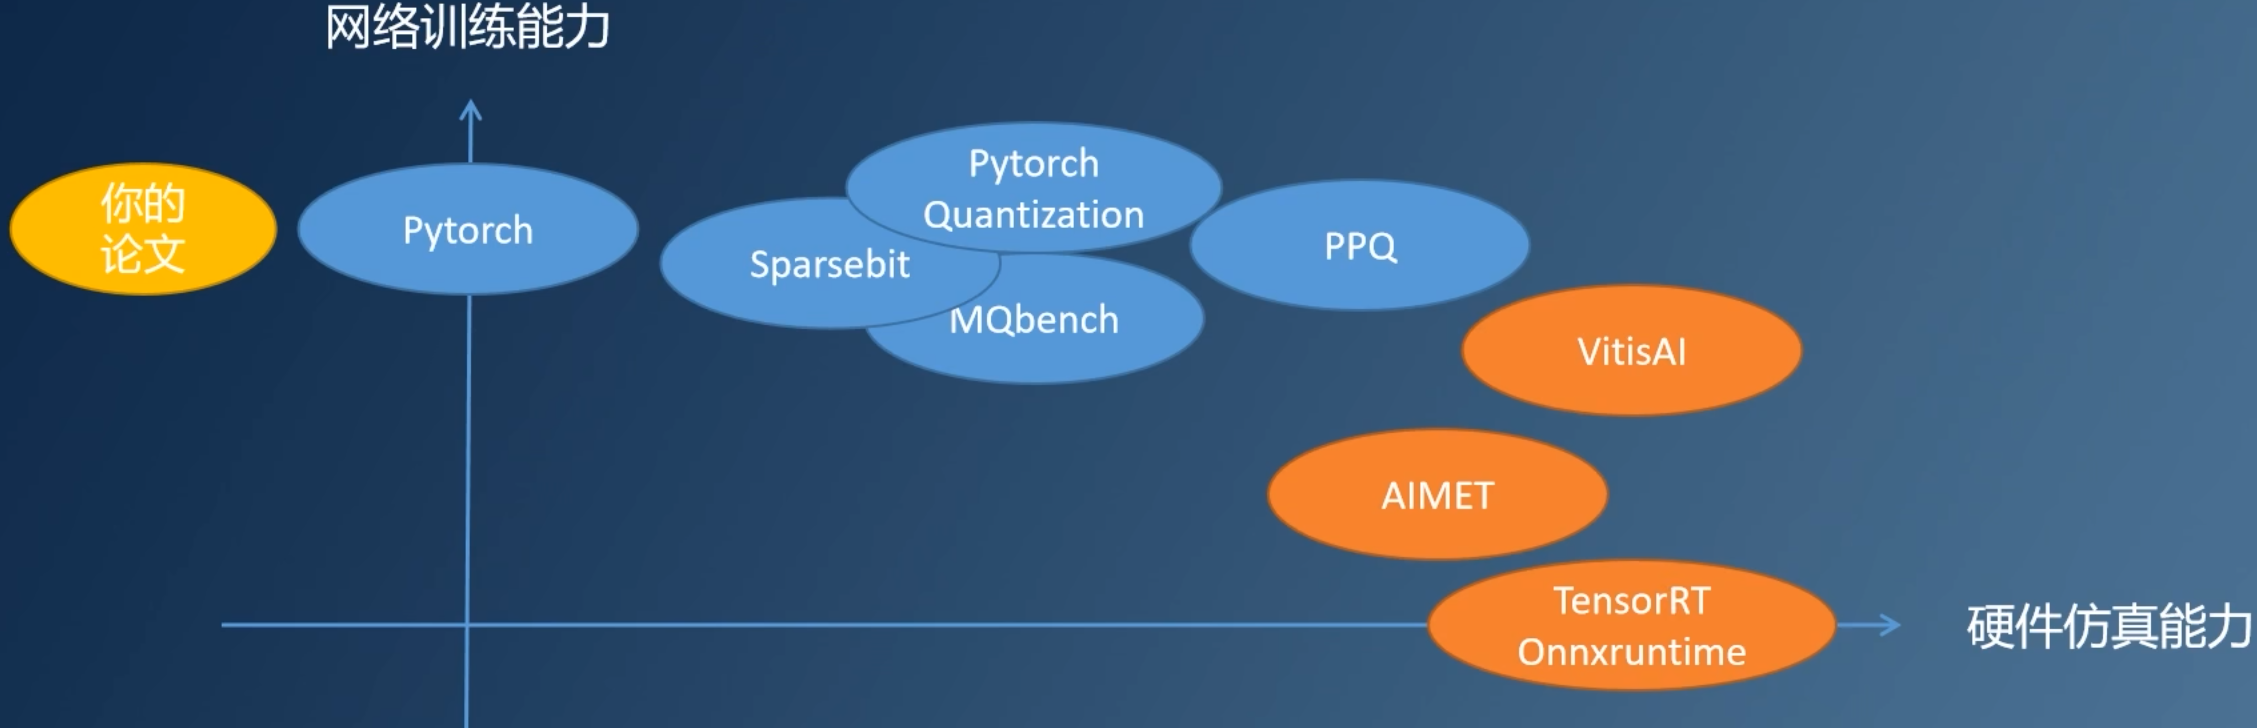 网络训练能力
你的
论文
Pytorch
Pytorch
Quantization
Sparsebit
MQbench
PPQ
VitisAI
AIMET
TensorRT
Onnxruntime
硬件仿真能力